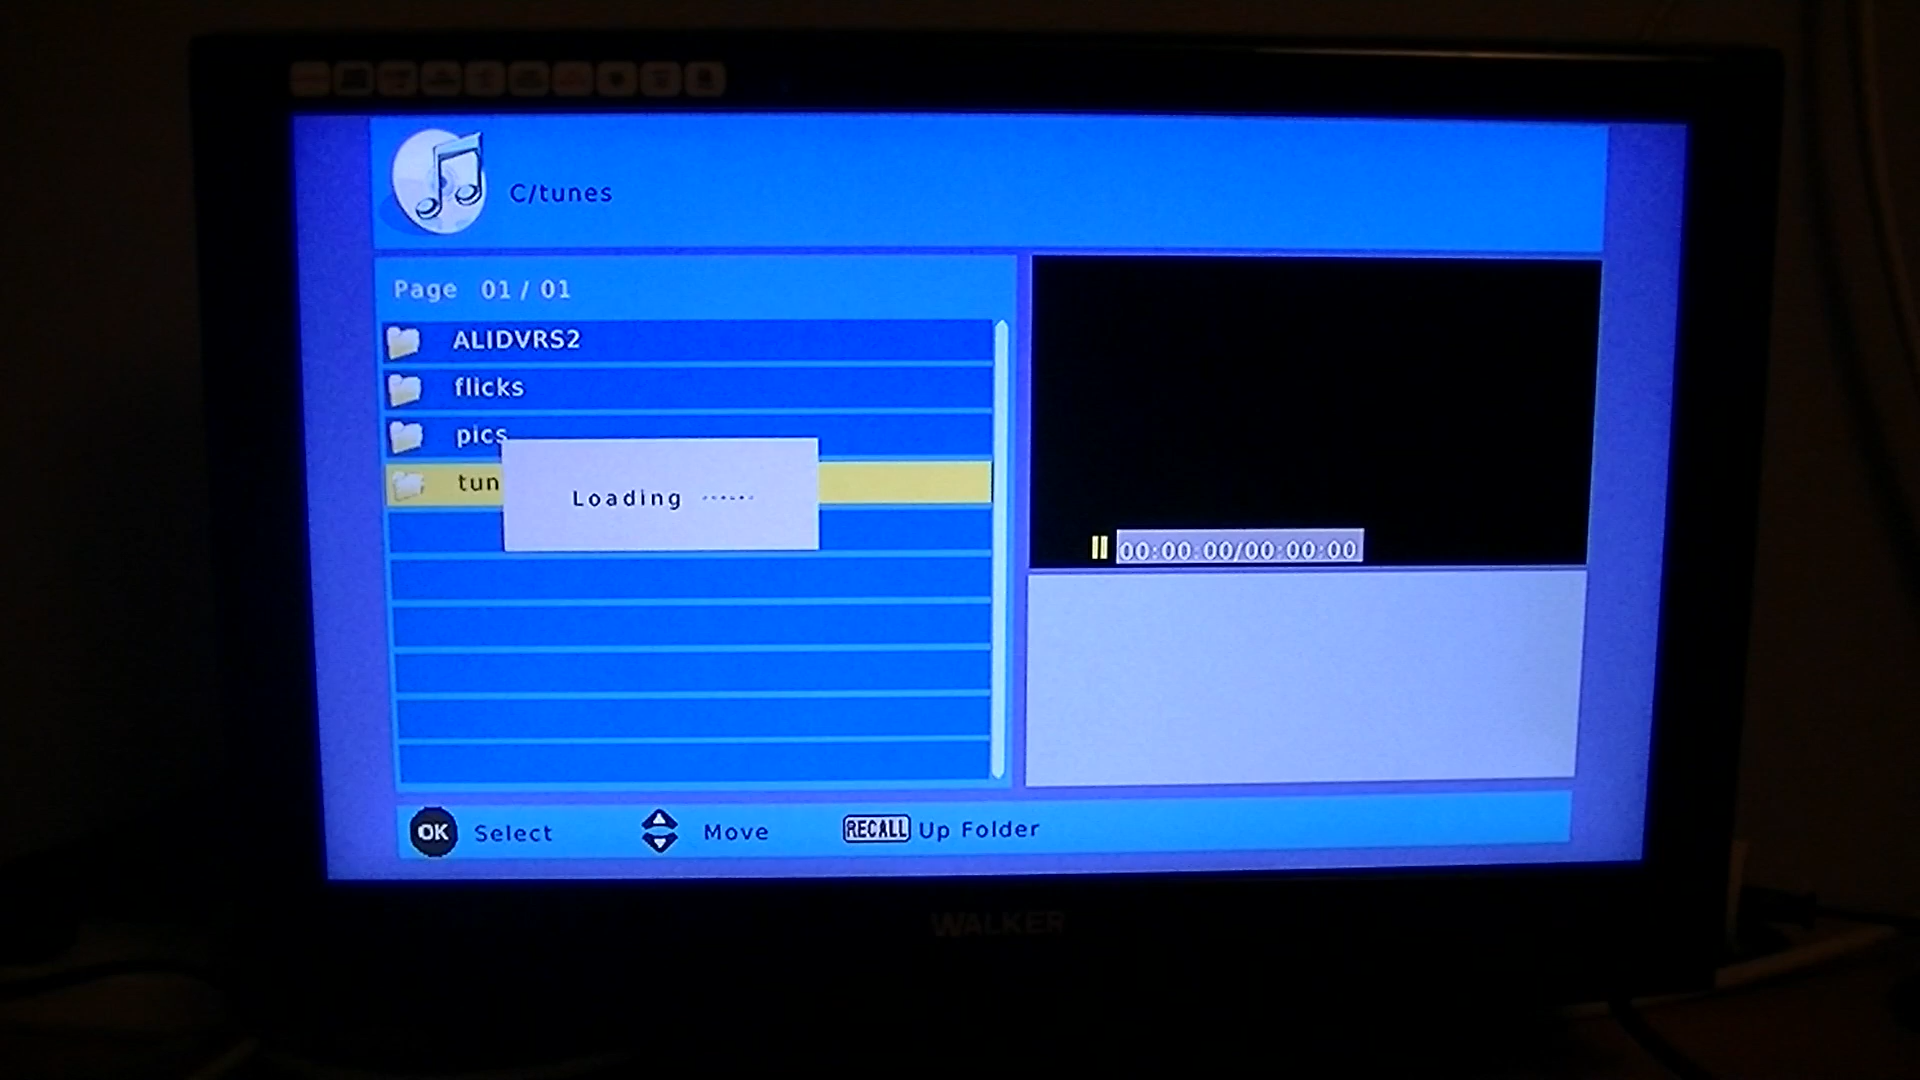 C/tunes
Page 01 / 01
ALIDVRS2
flicks
pics
tun
Loading ------
00:00:00/00:00:00
OK Select Move RECALL Up Folder
WALKER